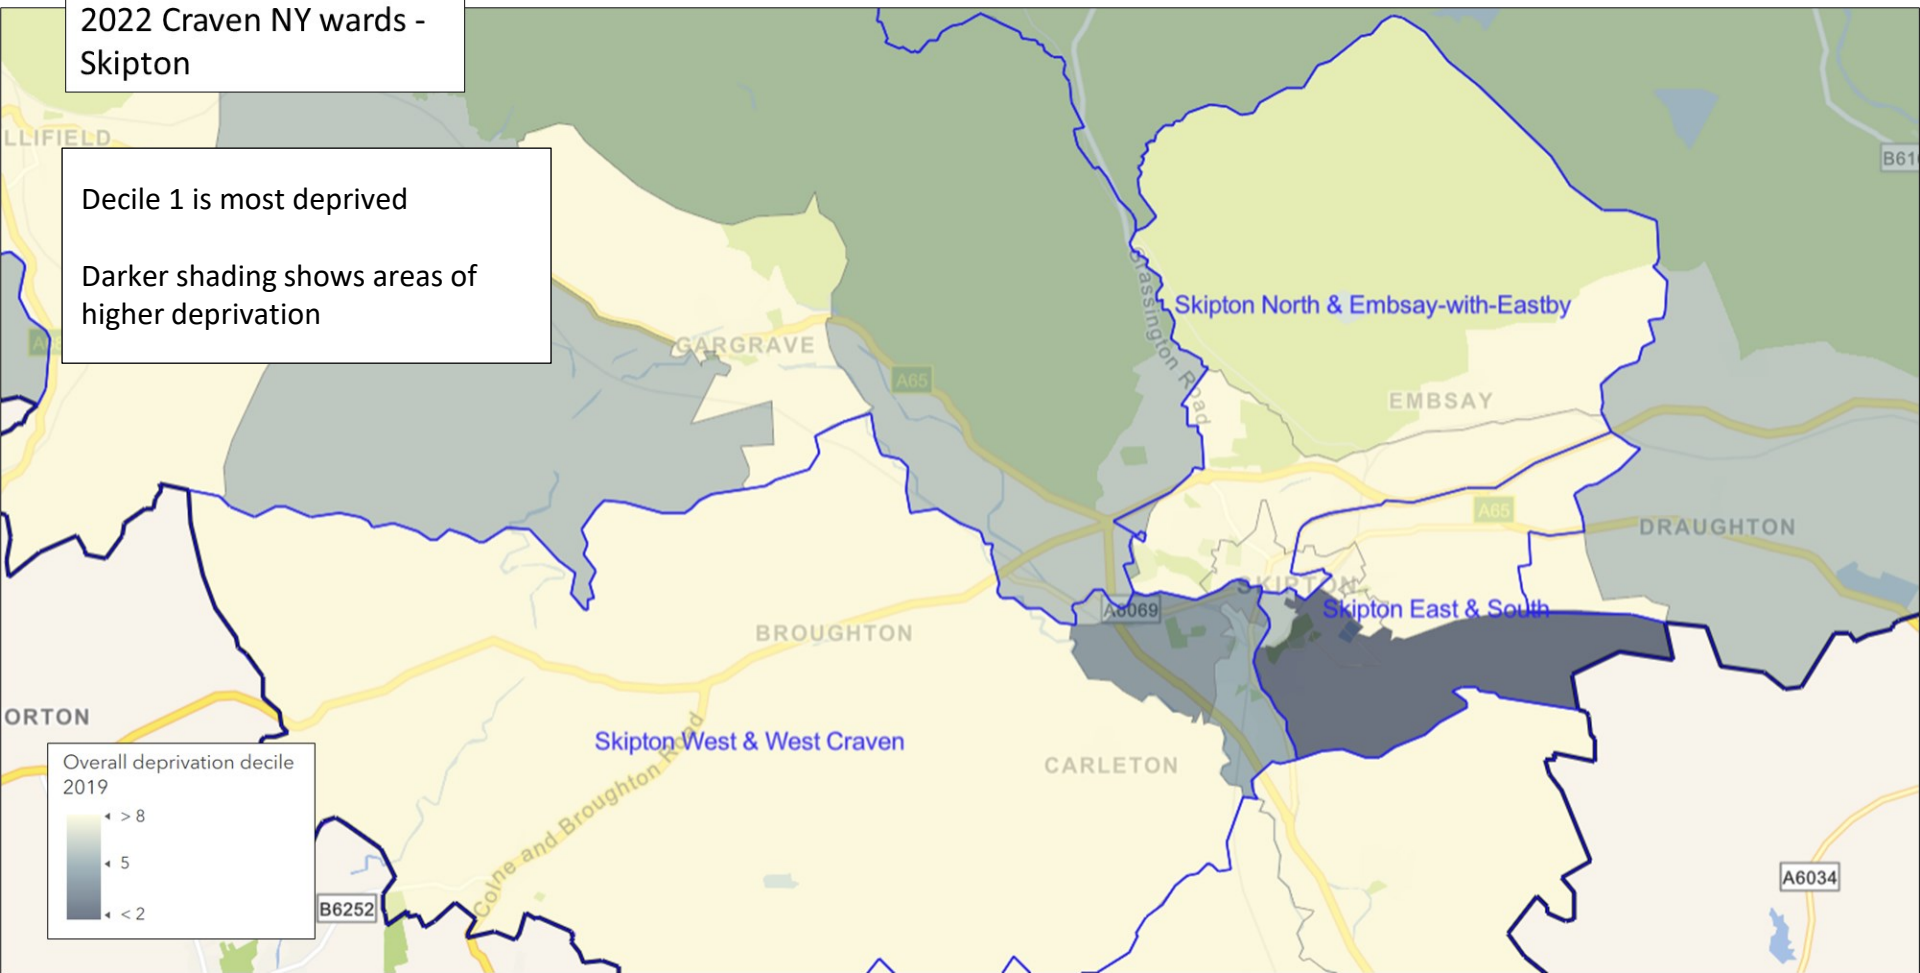 2022 Craven NY wards -
Skipton
LLIFIELD
Decile 1 is most deprived
Darker shading shows areas of
higher deprivation
B61
Grassington Road
Skipton North & Embsay-with-Eastby
GARGRAVE
A65
EMBSAY
A65
DRAUGHTON
SKIPTON
A6069
Skipton East & South
BROUGHTON
ORTON
Skipton West & West Craven
CARLETON
Colne and Broughton Road
Overall deprivation decile
2019
> 8
5
< 2
B6252
A6034